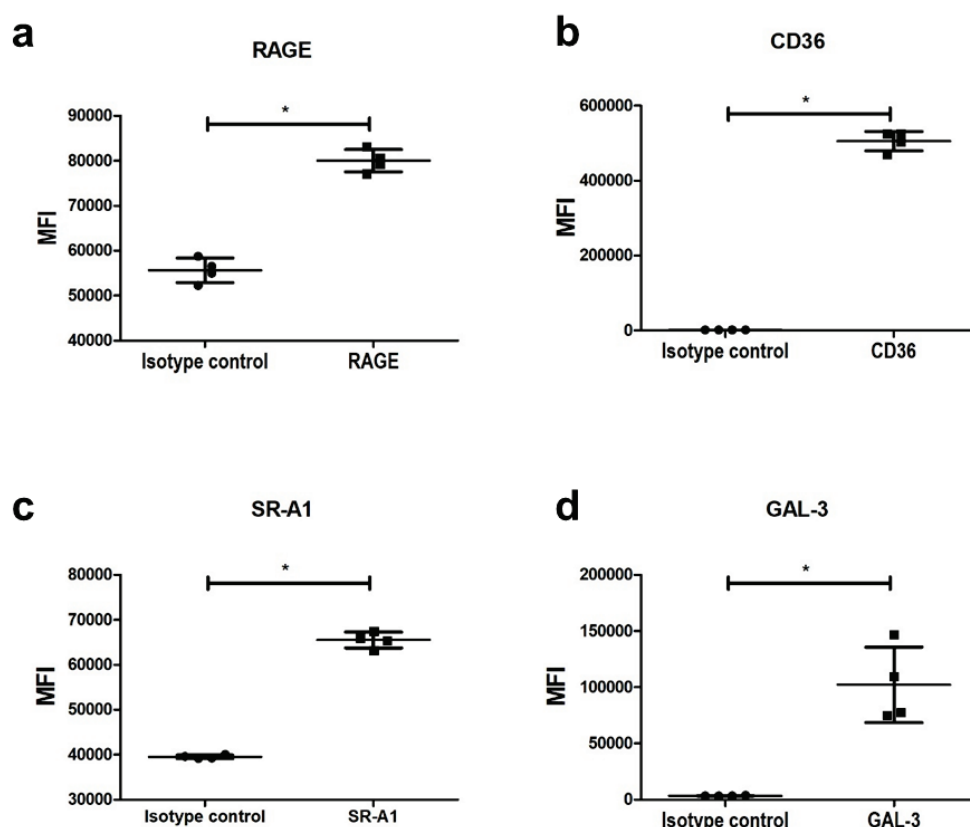 a
RAGE
*
90000
80000
70000
60000
50000
40000
MFI
Isotype control
RAGE
b
CD36
*
600000
400000
200000
0
MFI
Isotype control
CD36
c
SR-A1
*
80000
70000
60000
50000
40000
30000
MFI
Isotype control
SR-A1
d
GAL-3
*
200000
150000
100000
50000
0
MFI
Isotype control
GAL-3